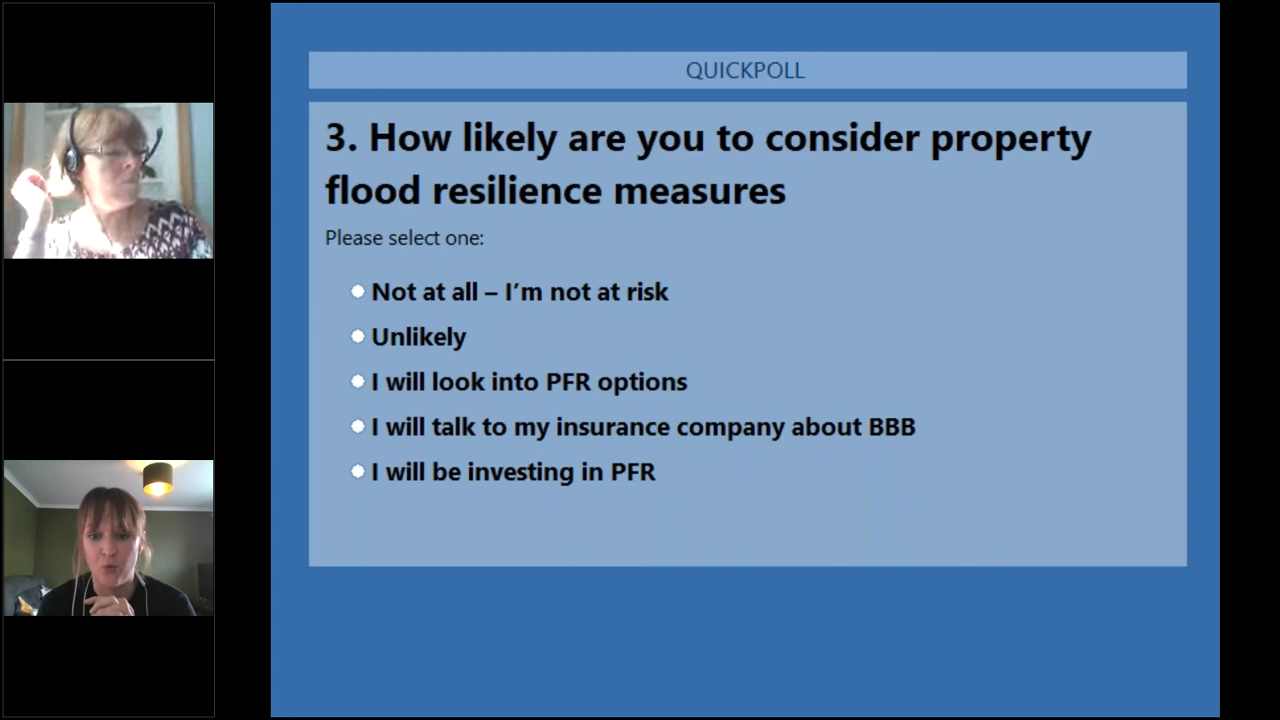 QUICKPOLL
3. How likely are you to consider property
flood resilience measures
Please select one:
Not at all – I’m not at risk
Unlikely
I will look into PFR options
I will talk to my insurance company about BBB
I will be investing in PFR